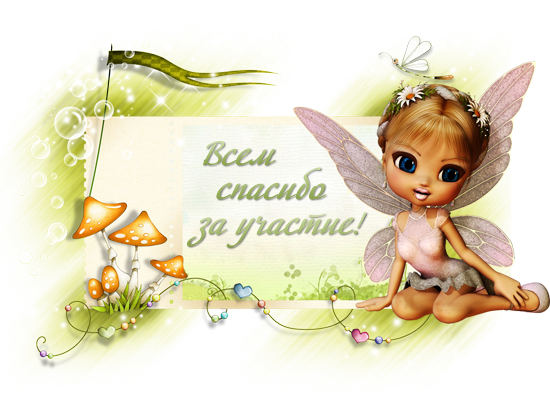 Всем
спасибо
за участие!